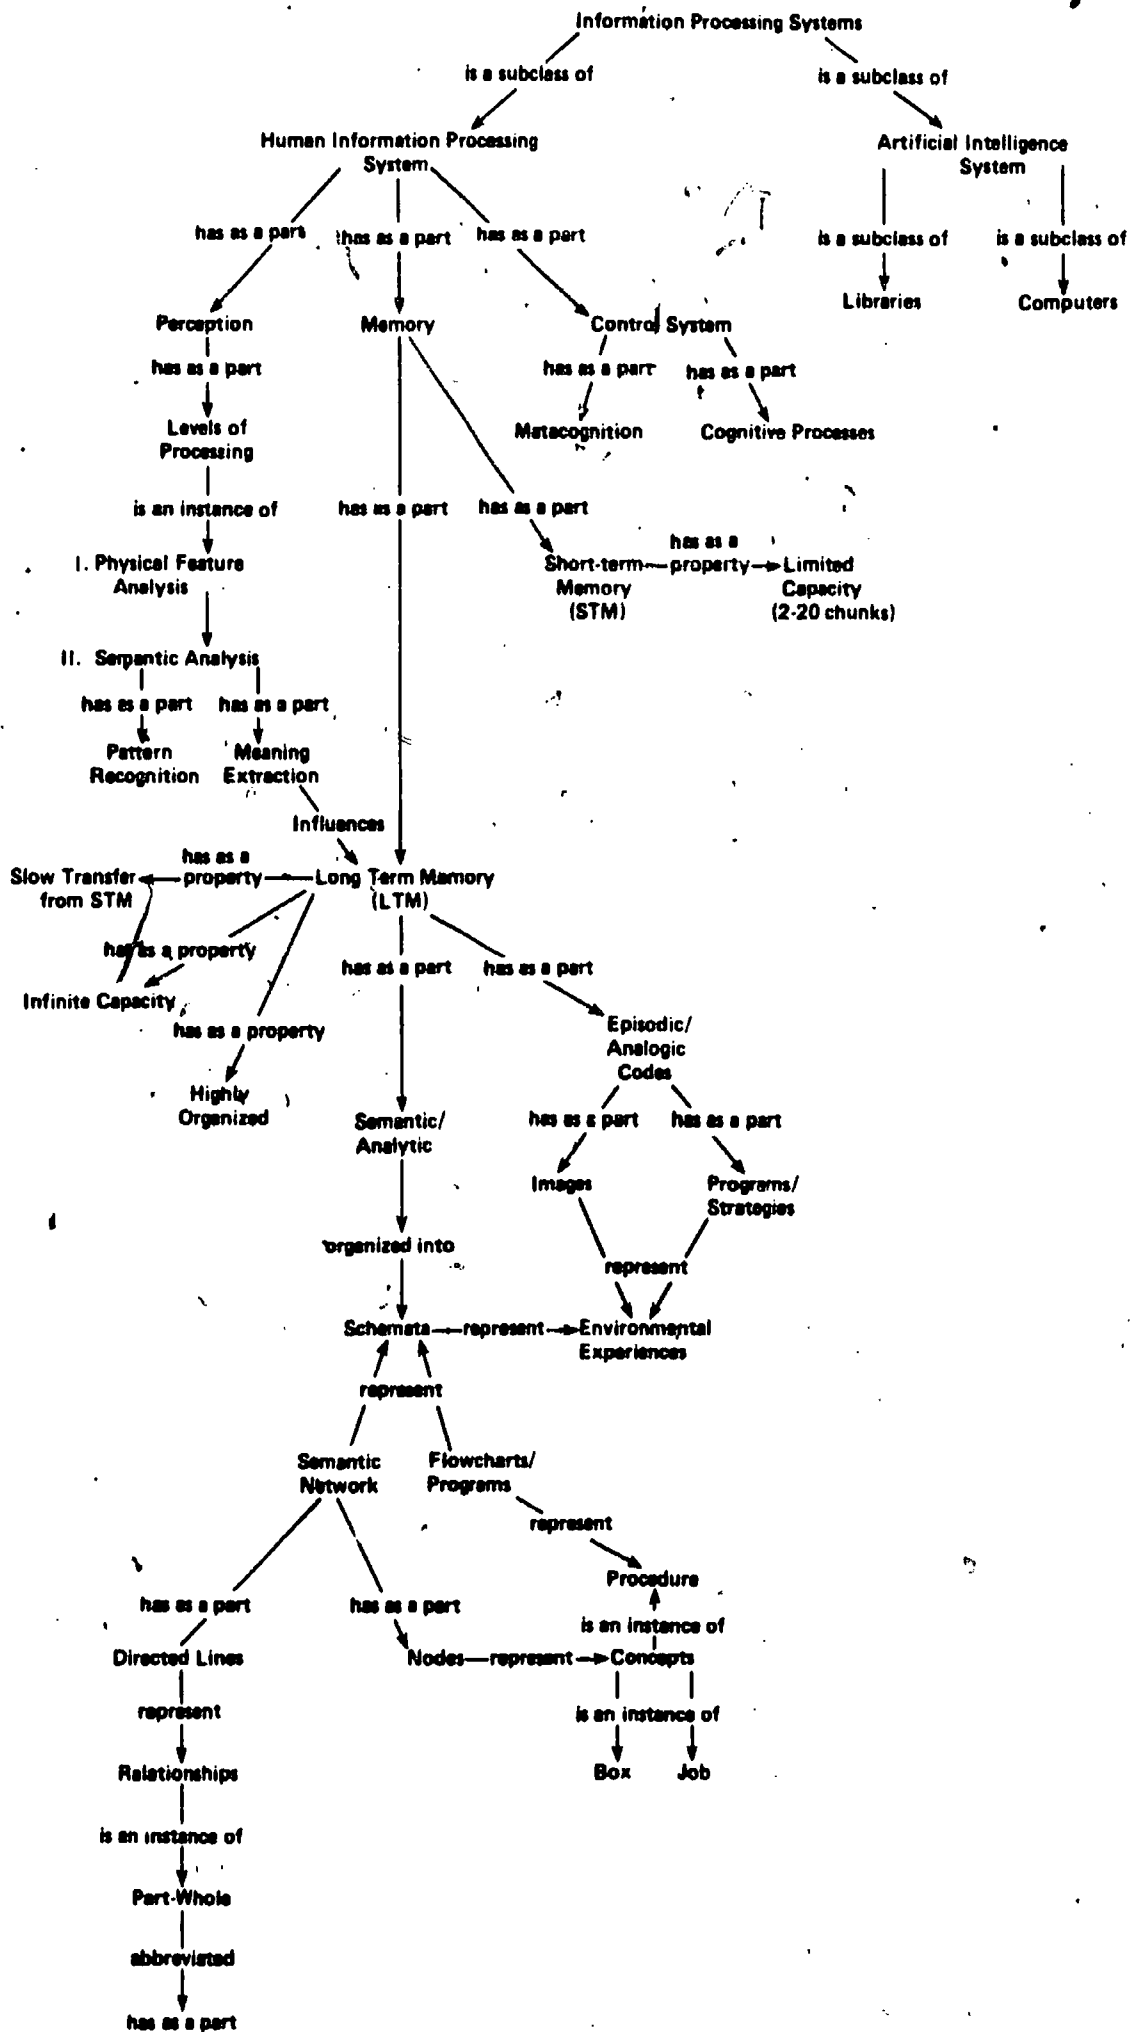 Information Processing Systems
is a subclass of
is a subclass of
Human Information Processing
System
Artificial Intelligence
System
has as a part
has as a part
has as a part
is a subclass of
is a subclass of
Libraries
Computers
Perception
Memory
Control System
has as a part
has as a part
has as a part
Levels of
Processing
Matacognition
Cognitive Processes
is an instance of
has as a part
has as a part
I. Physical Feature
Analysis
Short-term
Memory
(STM)
has as a
property
Limited
Capacity
(2-20 chunks)
II. Semantic Analysis
has as a part
has as a part
Pattern
Recognition
Meaning
Extraction
Influences
Slow Transfer
from STM
has as a
property
Long Term Memory
(LTM)
has as a property
has as a part
has as a part
Infinite Capacity
has as a property
Episodic/
Analogic
Codes
Highly
Organized
Semantic/
Analytic
has as a part
has as a part
Images
Programs/
Strategies
organized into
represent
Schemata
represent
Environmental
Experiences
represent
Semantic
Network
Flowcharts/
Programs
represent
Procedure
has as a part
has as a part
is an instance of
Directed Lines
Nodes
represent
Concepts
represent
is an instance of
Relationships
Box
Job
is an instance of
Part-Whole
abbreviated
has as a part